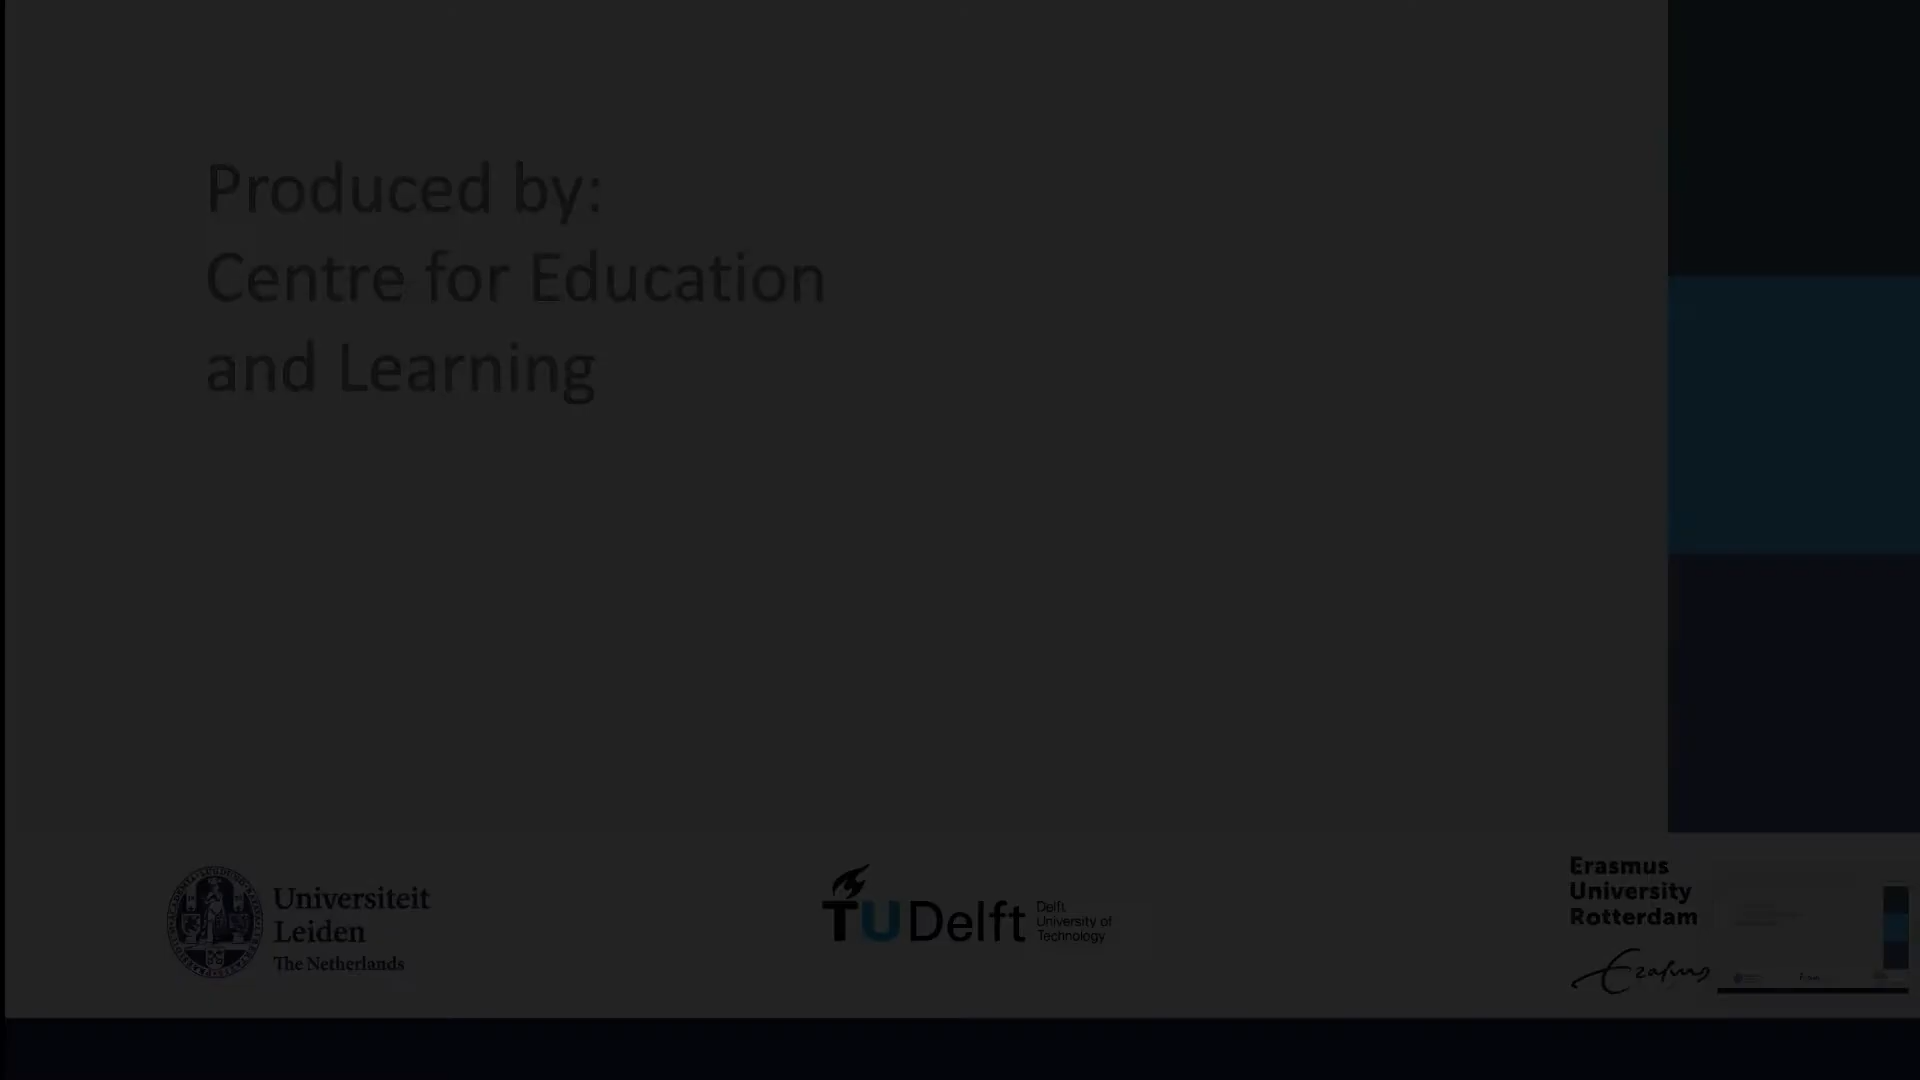 Produced by:
Centre for Education
and Learning
Universiteit
Leiden
The Netherlands
TUDelft
Delft
University of
Technology
Erasmus
University
Rotterdam
Erasmus